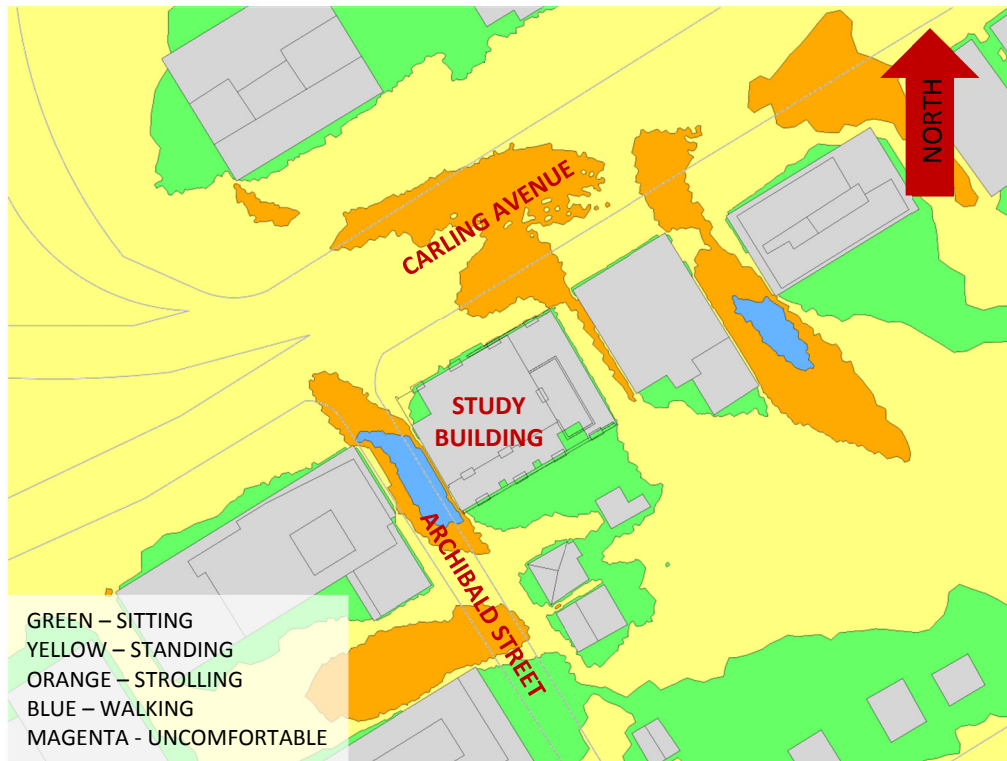 NORTH
CARLING AVENUE
STUDY
BUILDING
ARCHIBALD STREET
GREEN – SITTING
YELLOW – STANDING
ORANGE – STROLLING
BLUE – WALKING
MAGENTA - UNCOMFORTABLE